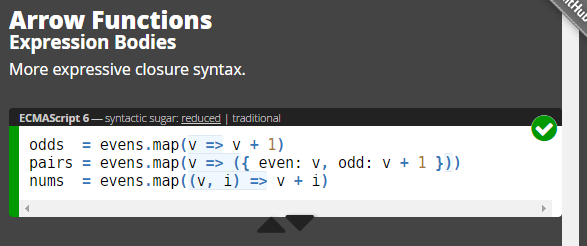 Arrow Functions
Expression Bodies
More expressive closure syntax.
ECMAScript 6 — syntactic sugar: reduced | traditional
odds  = evens.map(v => v + 1)
pairs = evens.map(v => ({ even: v, odd: v + 1 }))
nums  = evens.map((v, i) => v + i)